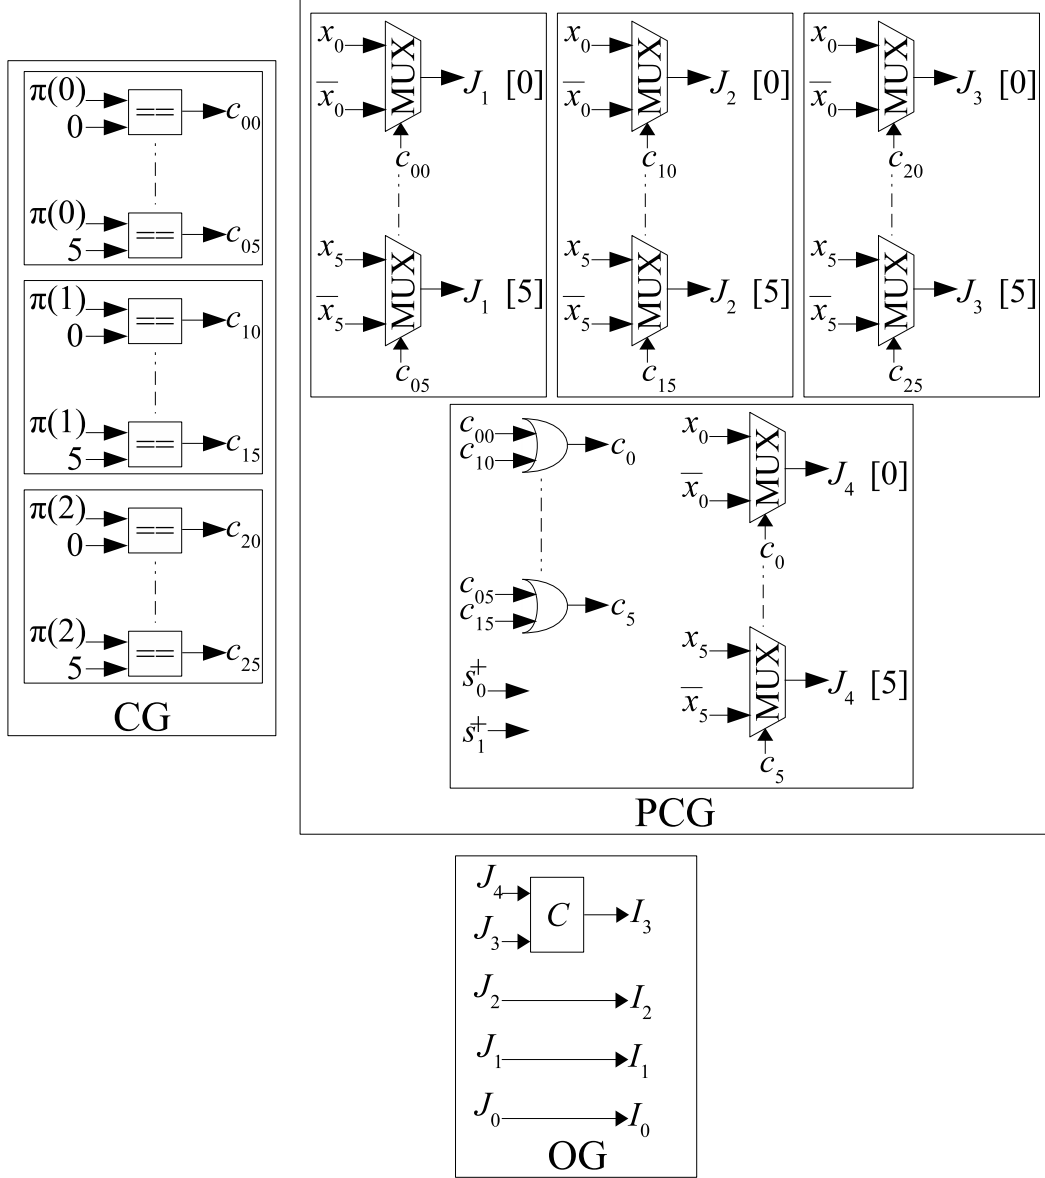 π(0)
0
==
c00
π(0)
5
==
c05
π(1)
0
==
c10
π(1)
5
==
c15
π(2)
0
==
c20
π(2)
5
==
c25
CG
x0
x̅0
MUX
J1 [0]
c00
x5
x̅5
MUX
J1 [5]
c05
x0
x̅0
MUX
J2 [0]
c10
x5
x̅5
MUX
J2 [5]
c15
x0
x̅0
MUX
J3 [0]
c20
x5
x̅5
MUX
J3 [5]
c25
c00
c10
c0
c05
c15
c5
s0+
s1+
x0
x̅0
MUX
J4 [0]
c0
x5
x̅5
MUX
J4 [5]
c5
PCG
J4
J3
C
I3
J2
I2
J1
I1
J0
I0
OG